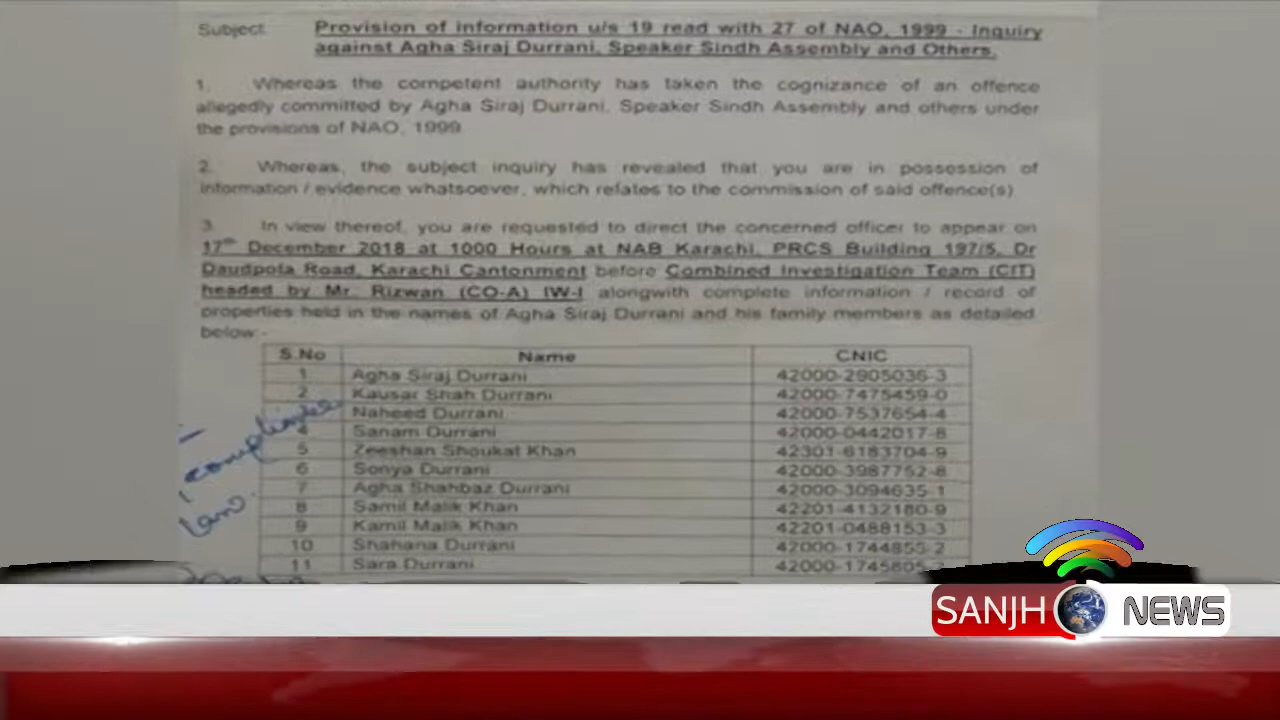 Subject: Provision of information u/s 19 read with 27 of NAO, 1999 - Inquiry
against Agha Siraj Durrani, Speaker Sindh Assembly and Others.
1. Whereas the competent authority has taken the cognizance of an offence
allegedly committed by Agha Siraj Durrani, Speaker Sindh Assembly and others under
the provisions of NAO, 1999
2. Whereas, the subject inquiry has revealed that you are in possession of
information / evidence whatsoever, which relates to the commission of said offence(s)
3. In view thereof, you are requested to direct the concerned officer to appear on
17th December 2018 at 1000 Hours at NAB Karachi, PRCS Building 197/5, Dr
Daudpota Road, Karachi Cantonment before Combined Investigation Team (CIT)
headed by Mr. Rizwan (CO-A) IW-I alongwith complete information / record of
properties held in the names of Agha Siraj Durrani and his family members as detailed
below:-
S.No Name CNIC
1 Agha Siraj Durrani 42000-2905036-3
2 Kausar Shah Durrani 42000-7475459-0
Naheed Durrani 42000-7537654-4
4 Sanam Durrani 42000-0442017-8
5 Zeeshan Shoukat Khan 42301-6183704-9
6 Sonya Durrani 42000-3987752-8
7 Agha Shahbaz Durrani 42000-3094635-1
8 Samil Malik Khan 42201-4132180-9
9 Kamil Malik Khan 42201-0488153-3
10 Shahana Durrani 42000-1744855-2
11 Sara Durrani
SANJH NEWS